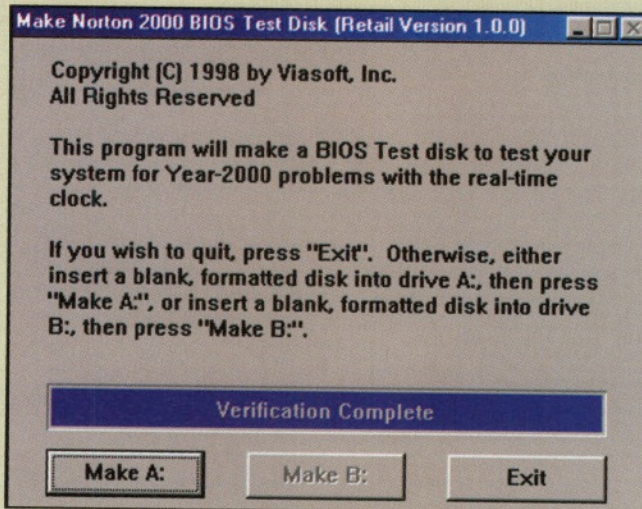 Make Norton 2000 BIOS Test Disk (Retail Version 1.0.0)
Copyright (C) 1998 by Viasoft, Inc.
All Rights Reserved
This program will make a BIOS Test disk to test your
system for Year-2000 problems with the real-time
clock.
If you wish to quit, press "Exit". Otherwise, either
insert a blank, formatted disk into drive A:, then press
"Make A:", or insert a blank, formatted disk into drive
B:, then press "Make B:".
Verification Complete
Make A:
Make B:
Exit